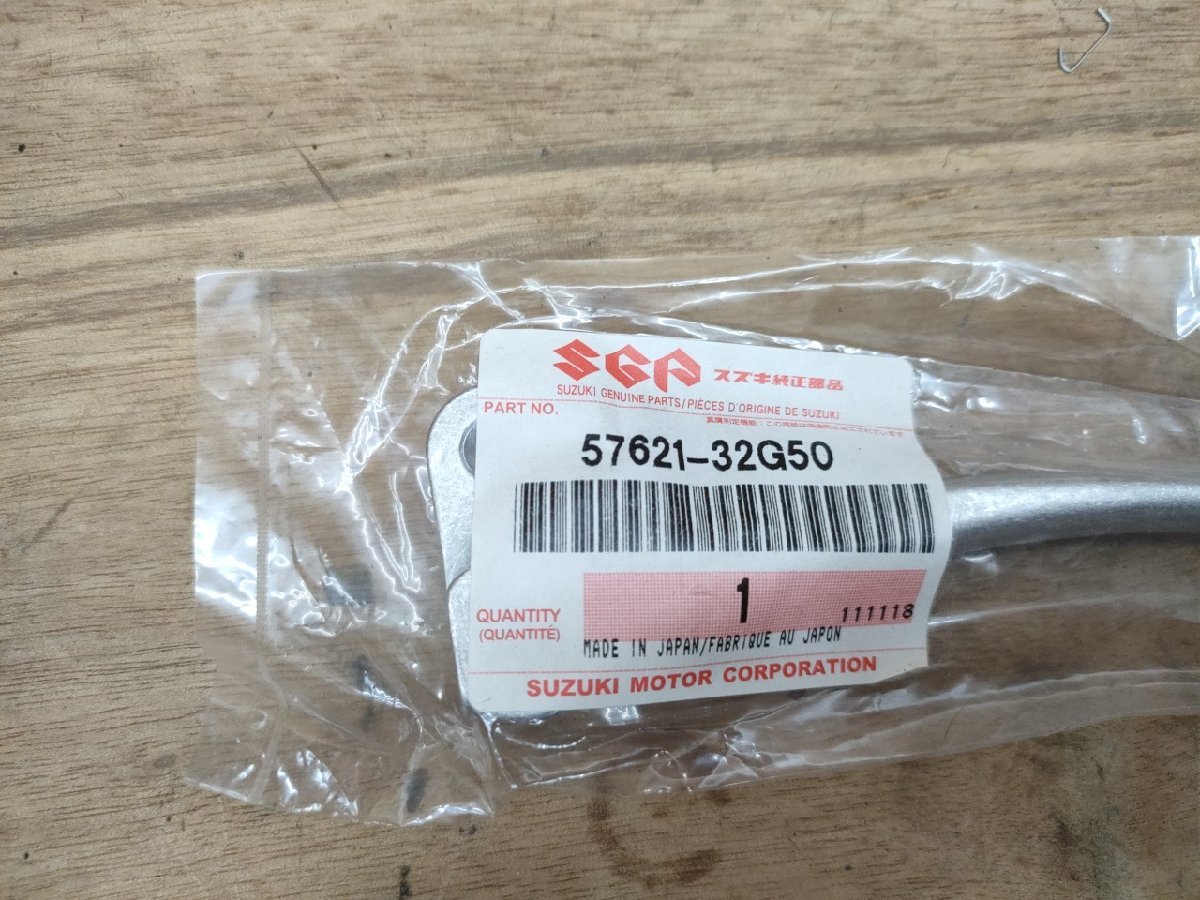 SGP スズキ純正部品
SUZUKI GENUINE PARTS/PIÈCES D'ORIGINE DE SUZUKI
PART NO.
57621-32G50
QUANTITY
(QUANTITÉ)
1
111118
MADE IN JAPAN/FABRIQUE AU JAPON
SUZUKI MOTOR CORPORATION